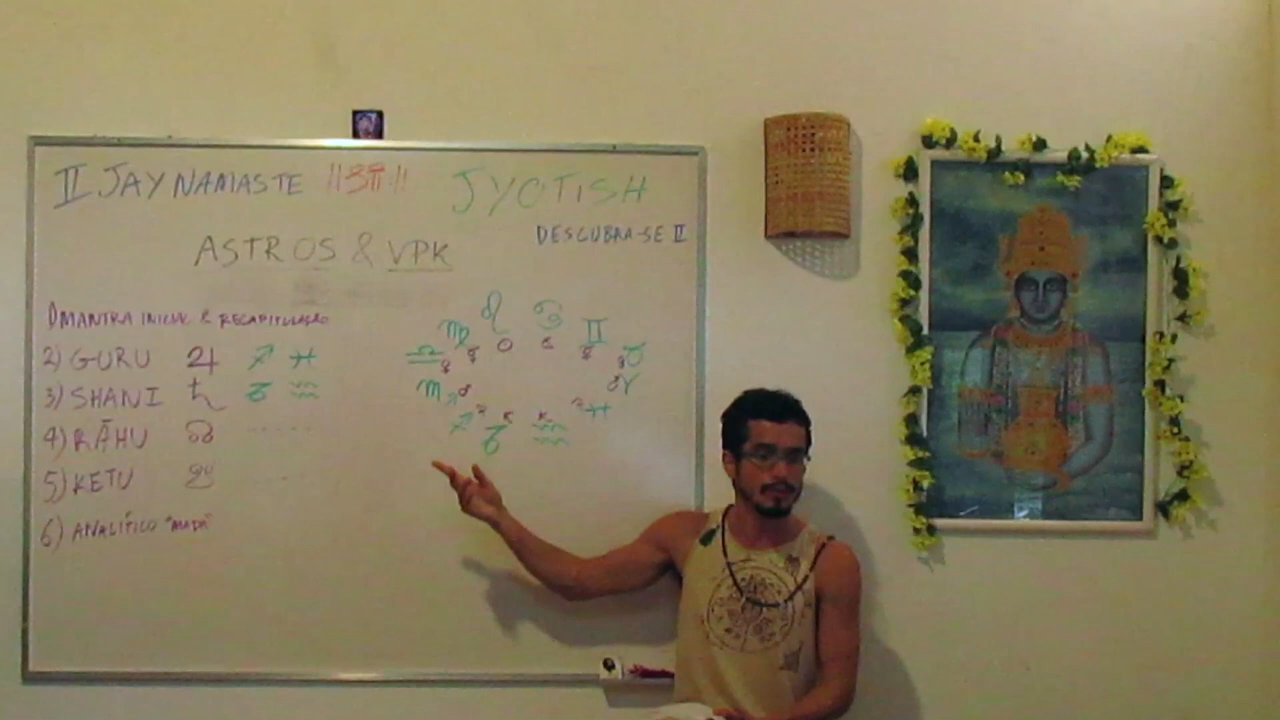 II JAY NAMASTE ||ॐ||
JYOTISH
DESCUBRA-SE II
ASTROS & VPK
1) MANTRA INICIAL & RECAPITULAÇÃO
2) GURU ♃ ♐ ♓
3) SHANI ♄ ♑ ♒
4) RĀHU ☊ ......
5) KETU ☋ ....
6) ANALÍTICO "MAPA"
♌ ♋
♍ ♊
♎ ♉
♏ ♈
♐ ♑ ♒ ♓